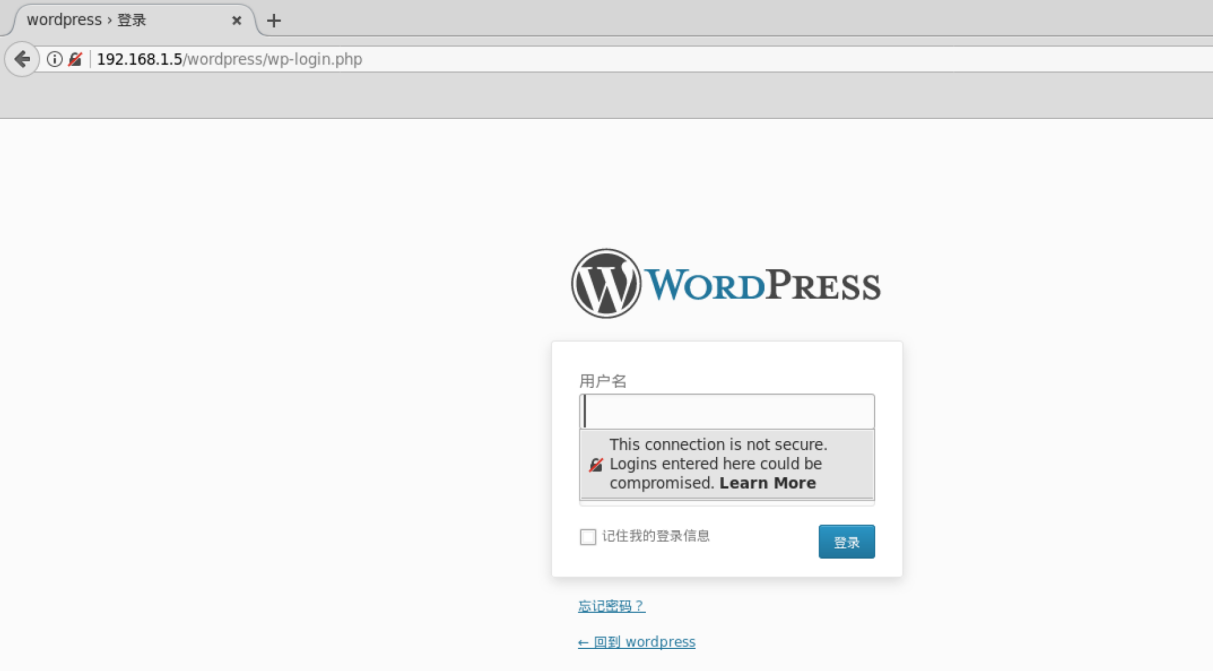 wordpress › 登录
192.168.1.5/wordpress/wp-login.php
WORDPRESS
用户名
This connection is not secure.
Logins entered here could be
compromised. Learn More
记住我的登录信息
登录
忘记密码？
← 回到 wordpress